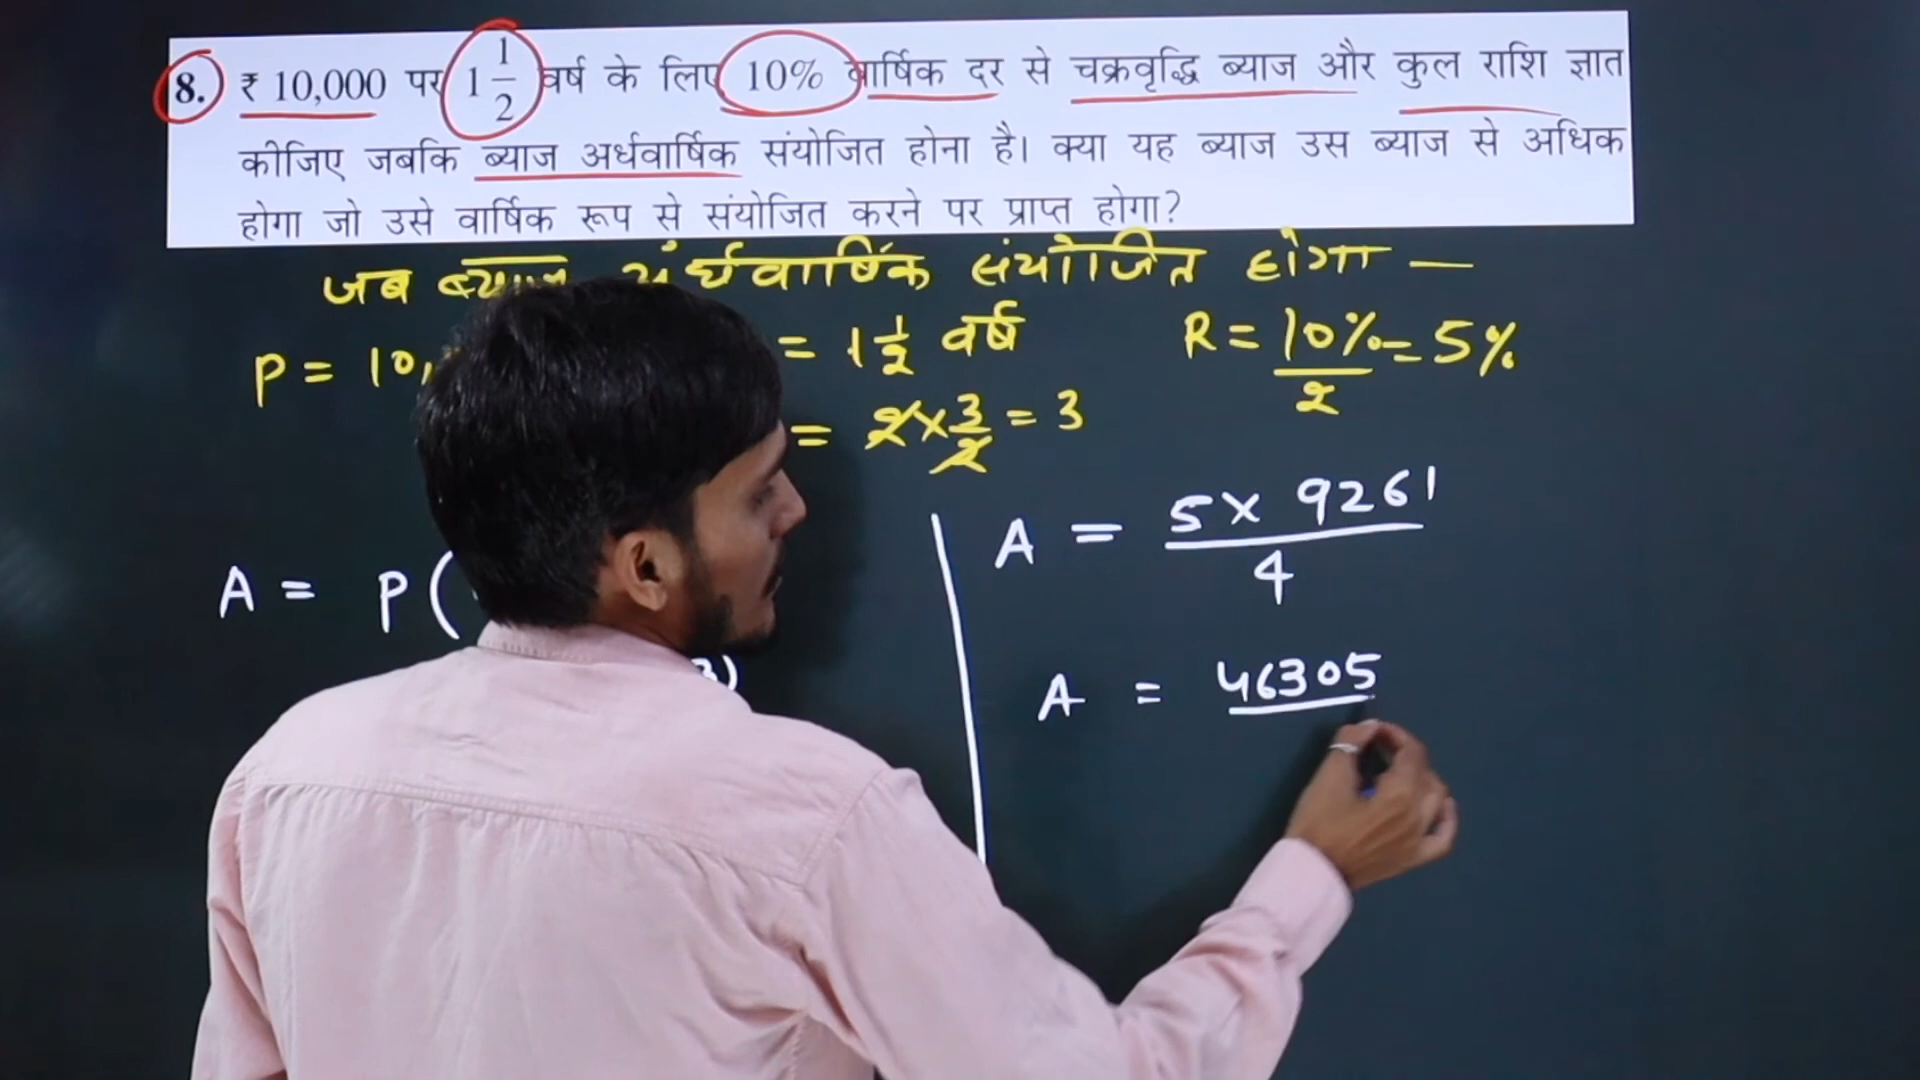 8. ₹ 10,000 पर 1 1/2 वर्ष के लिए 10% वार्षिक दर से चक्रवृद्धि ब्याज और कुल राशि ज्ञात
कीजिए जबकि ब्याज अर्धवार्षिक संयोजित होना है। क्या यह ब्याज उस ब्याज से अधिक
होगा जो उसे वार्षिक रूप से संयोजित करने पर प्राप्त होगा?
जब ब्याज अर्धवार्षिक संयोजित होगा —
P = 10, = 1 1/2 वर्ष R = 10%/2 = 5%
= 2 × 3/2 = 3
A = 5 × 9261 / 4
A = P (
A = 46305